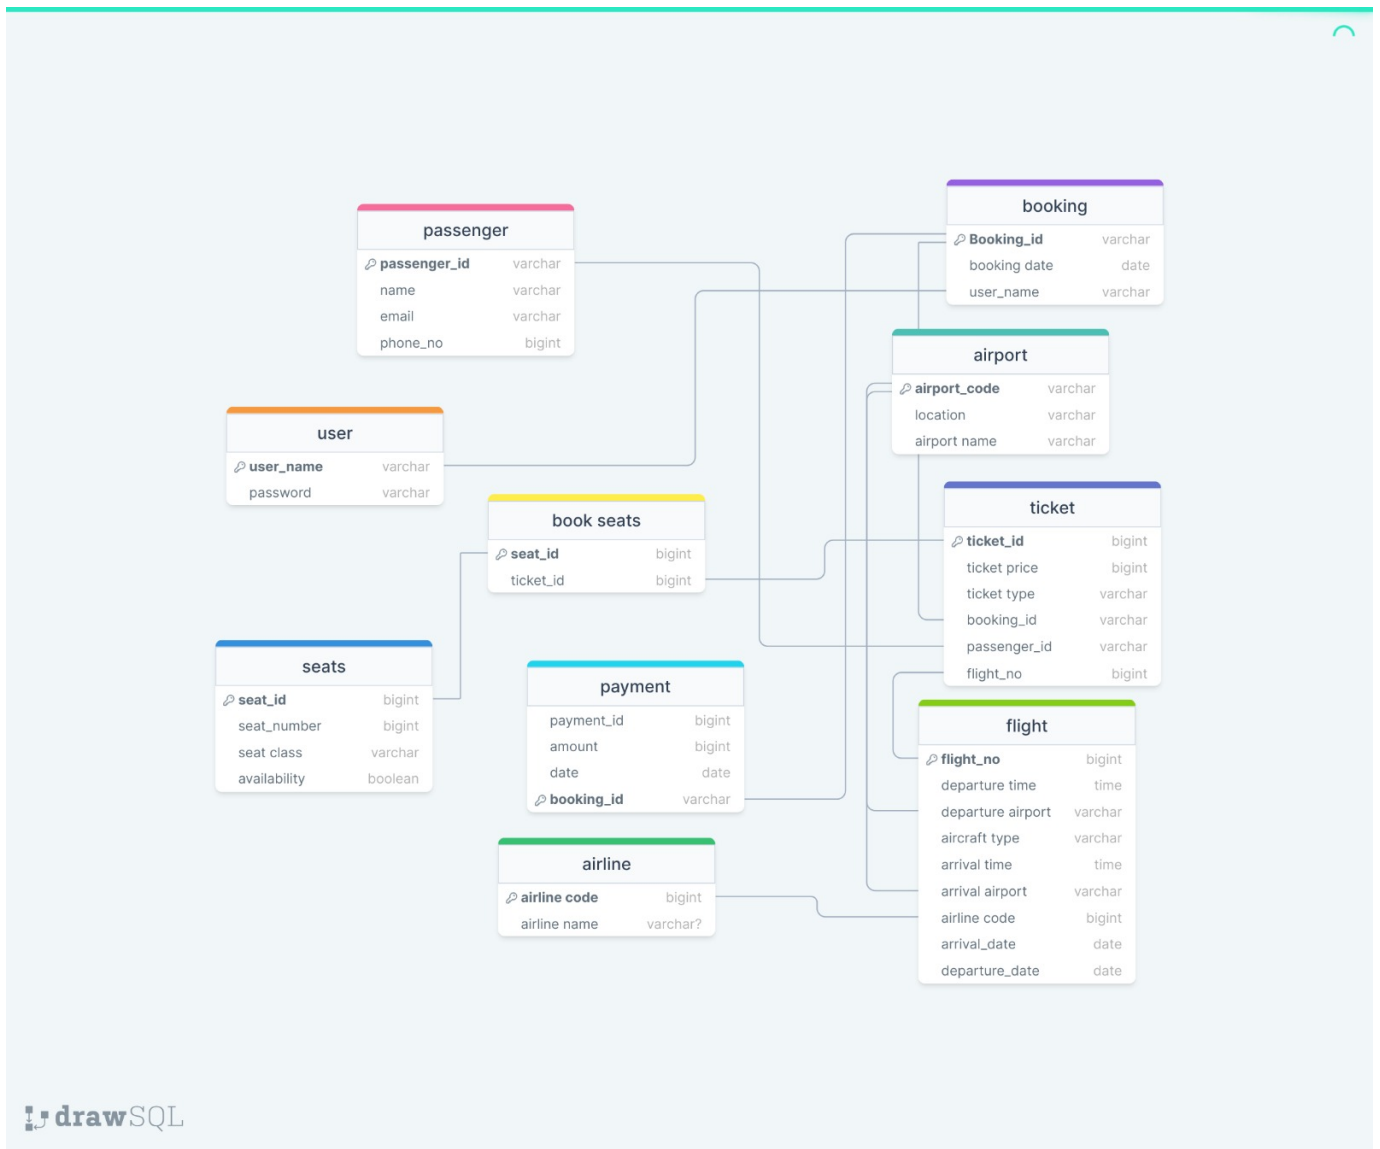 booking
Booking_id varchar
booking date date
user_name varchar
passenger
passenger_id varchar
name varchar
email varchar
phone_no bigint
airport
airport_code varchar
location varchar
airport name varchar
user
user_name varchar
password varchar
book seats
seat_id bigint
ticket_id bigint
ticket
ticket_id bigint
ticket price bigint
ticket type varchar
booking_id varchar
passenger_id varchar
flight_no bigint
seats
seat_id bigint
seat_number bigint
seat class varchar
availability boolean
payment
payment_id bigint
amount bigint
date date
booking_id varchar
flight
flight_no bigint
departure time time
departure airport varchar
aircraft type varchar
arrival time time
arrival airport varchar
airline code bigint
arrival_date date
departure_date date
airline
airline code bigint
airline name varchar?
drawSQL